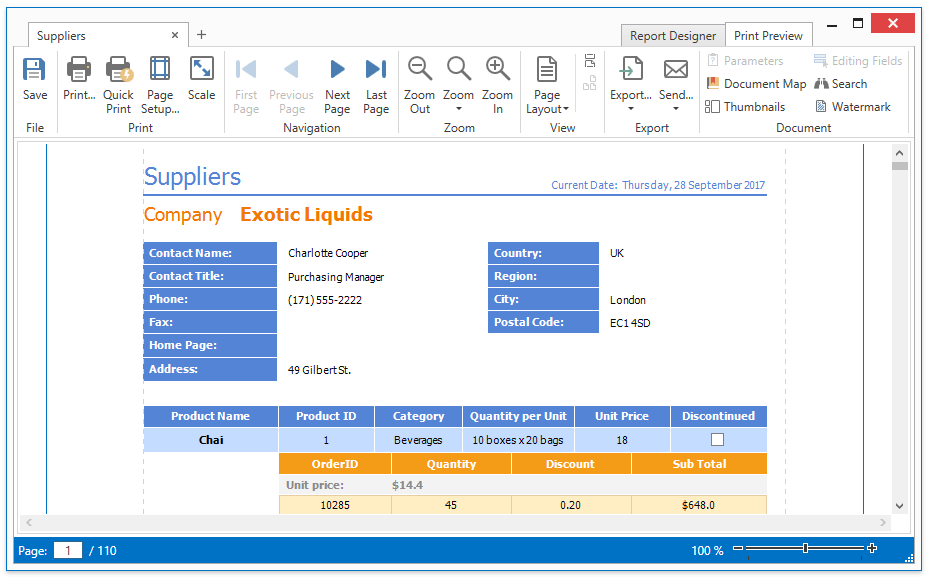 Suppliers
Report Designer Print Preview
Save Print... Quick Print Page Setup... Scale First Page Previous Page Next Page Last Page Zoom Out Zoom Zoom In Page Layout Export... Send... Parameters Editing Fields
Document Map Search
Thumbnails Watermark
File Print Navigation Zoom View Export Document
Suppliers
Current Date: Thursday, 28 September 2017
Company Exotic Liquids
Contact Name: Charlotte Cooper Country: UK
Contact Title: Purchasing Manager Region:
Phone: (171) 555-2222 City: London
Fax: Postal Code: EC1 4SD
Home Page:
Address: 49 Gilbert St.
Product Name Product ID Category Quantity per Unit Unit Price Discontinued
Chai 1 Beverages 10 boxes x 20 bags 18
OrderID Quantity Discount Sub Total
Unit price: $14.4
10285 45 0.20 $648.0
Page: 1 / 110 100 %